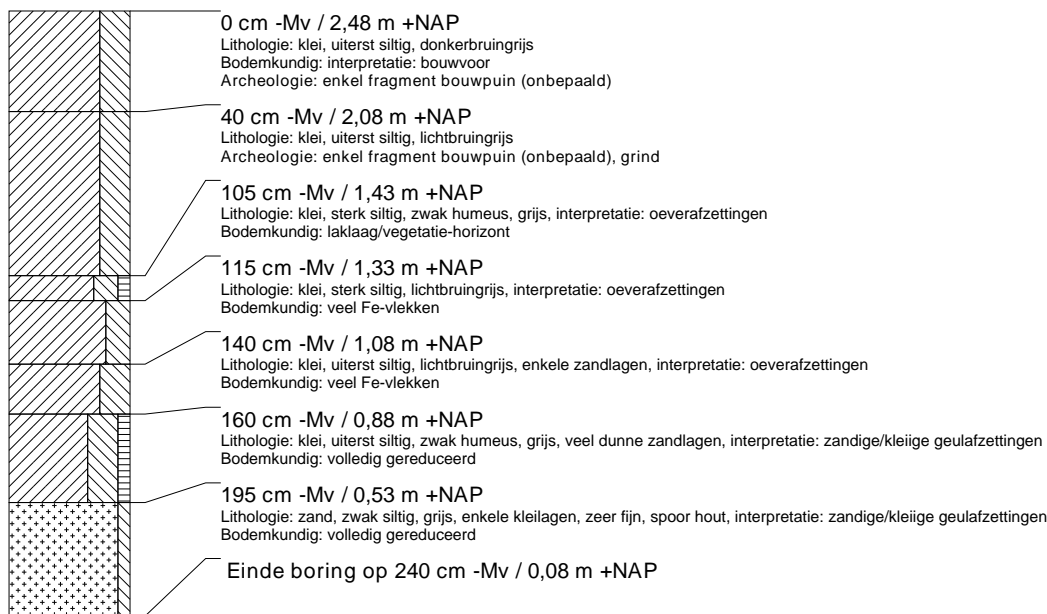 0 cm -Mv / 2,48 m +NAP
Lithologie: klei, uiterst siltig, donkerbruingrijs
Bodemkundig: interpretatie: bouwvoor
Archeologie: enkel fragment bouwpuin (onbepaald)
40 cm -Mv / 2,08 m +NAP
Lithologie: klei, uiterst siltig, lichtbruingrijs
Archeologie: enkel fragment bouwpuin (onbepaald), grind
105 cm -Mv / 1,43 m +NAP
Lithologie: klei, sterk siltig, zwak humeus, grijs, interpretatie: oeverafzettingen
Bodemkundig: laklaag/vegetatie-horizont
115 cm -Mv / 1,33 m +NAP
Lithologie: klei, sterk siltig, lichtbruingrijs, interpretatie: oeverafzettingen
Bodemkundig: veel Fe-vlekken
140 cm -Mv / 1,08 m +NAP
Lithologie: klei, uiterst siltig, lichtbruingrijs, enkele zandlagen, interpretatie: oeverafzettingen
Bodemkundig: veel Fe-vlekken
160 cm -Mv / 0,88 m +NAP
Lithologie: klei, uiterst siltig, zwak humeus, grijs, veel dunne zandlagen, interpretatie: zandige/kleiige geulafzettingen
Bodemkundig: volledig gereduceerd
195 cm -Mv / 0,53 m +NAP
Lithologie: zand, zwak siltig, grijs, enkele kleilagen, zeer fijn, spoor hout, interpretatie: zandige/kleiige geulafzettingen
Bodemkundig: volledig gereduceerd
Einde boring op 240 cm -Mv / 0,08 m +NAP